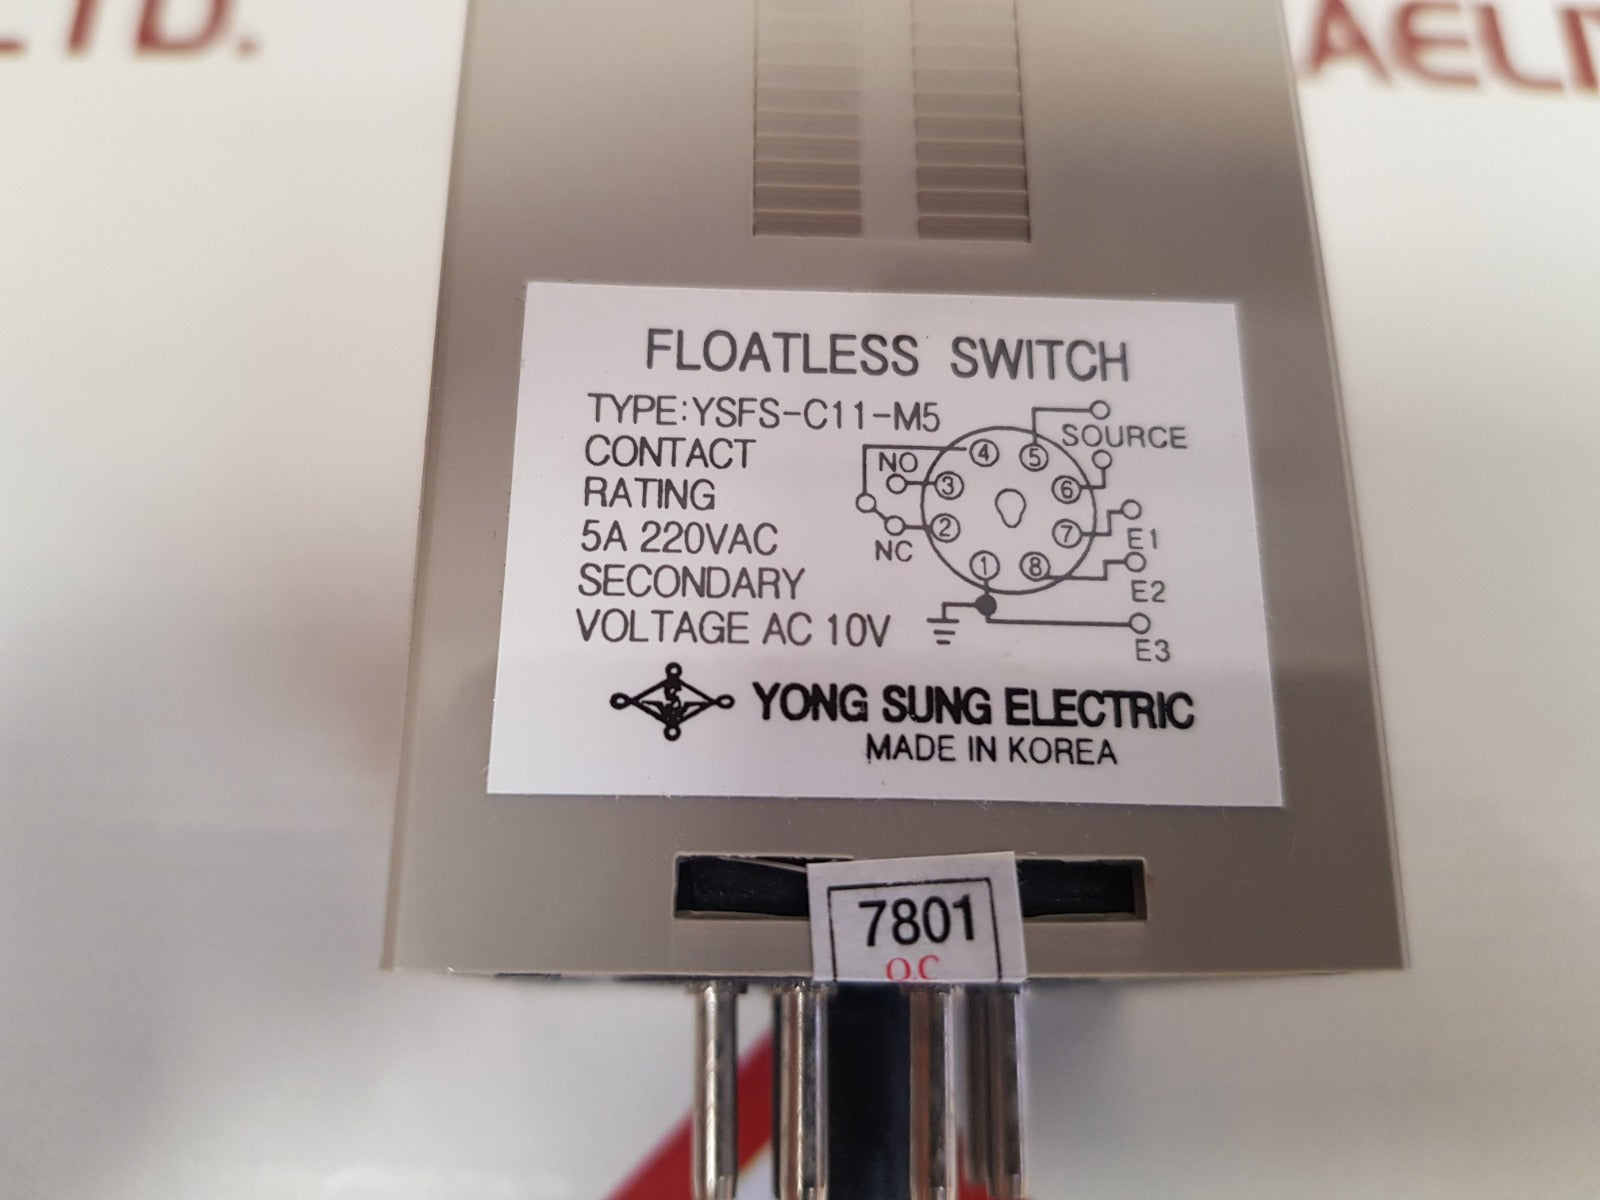 LTD.
FLOATLESS SWITCH
TYPE:YSFS-C11-M5
CONTACT
RATING
5A 220VAC
SECONDARY
VOLTAGE AC 10V
SOURCE
NO
NC
4
5
3
6
2
7
1
8
E1
E2
E3
YONG SUNG ELECTRIC
MADE IN KOREA
7801
Q.C